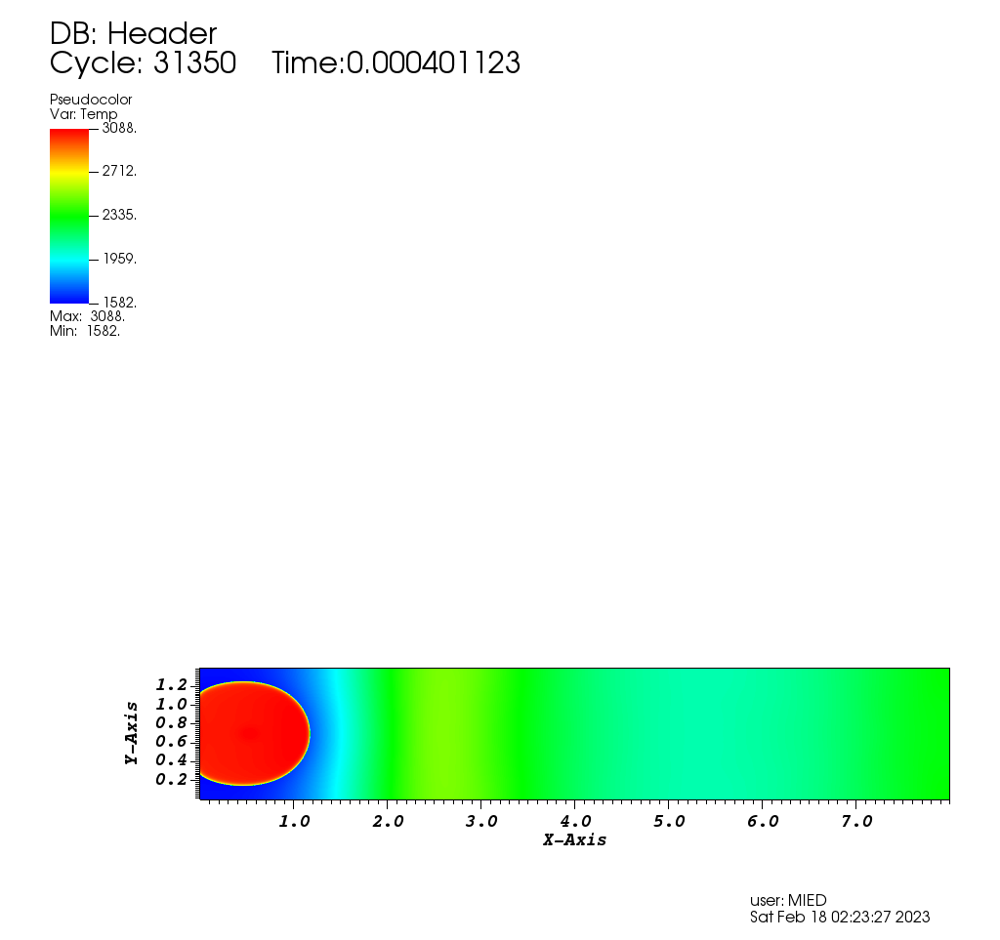 DB: Header
Cycle: 31350 Time:0.000401123
Pseudocolor
Var: Temp
3088.
2712.
2335.
1959.
1582.
Max: 3088.
Min: 1582.
1.2
1.0
0.8
0.6
0.4
0.2
Y-Axis
1.0 2.0 3.0 4.0 5.0 6.0 7.0
X-Axis
user: MIED
Sat Feb 18 02:23:27 2023